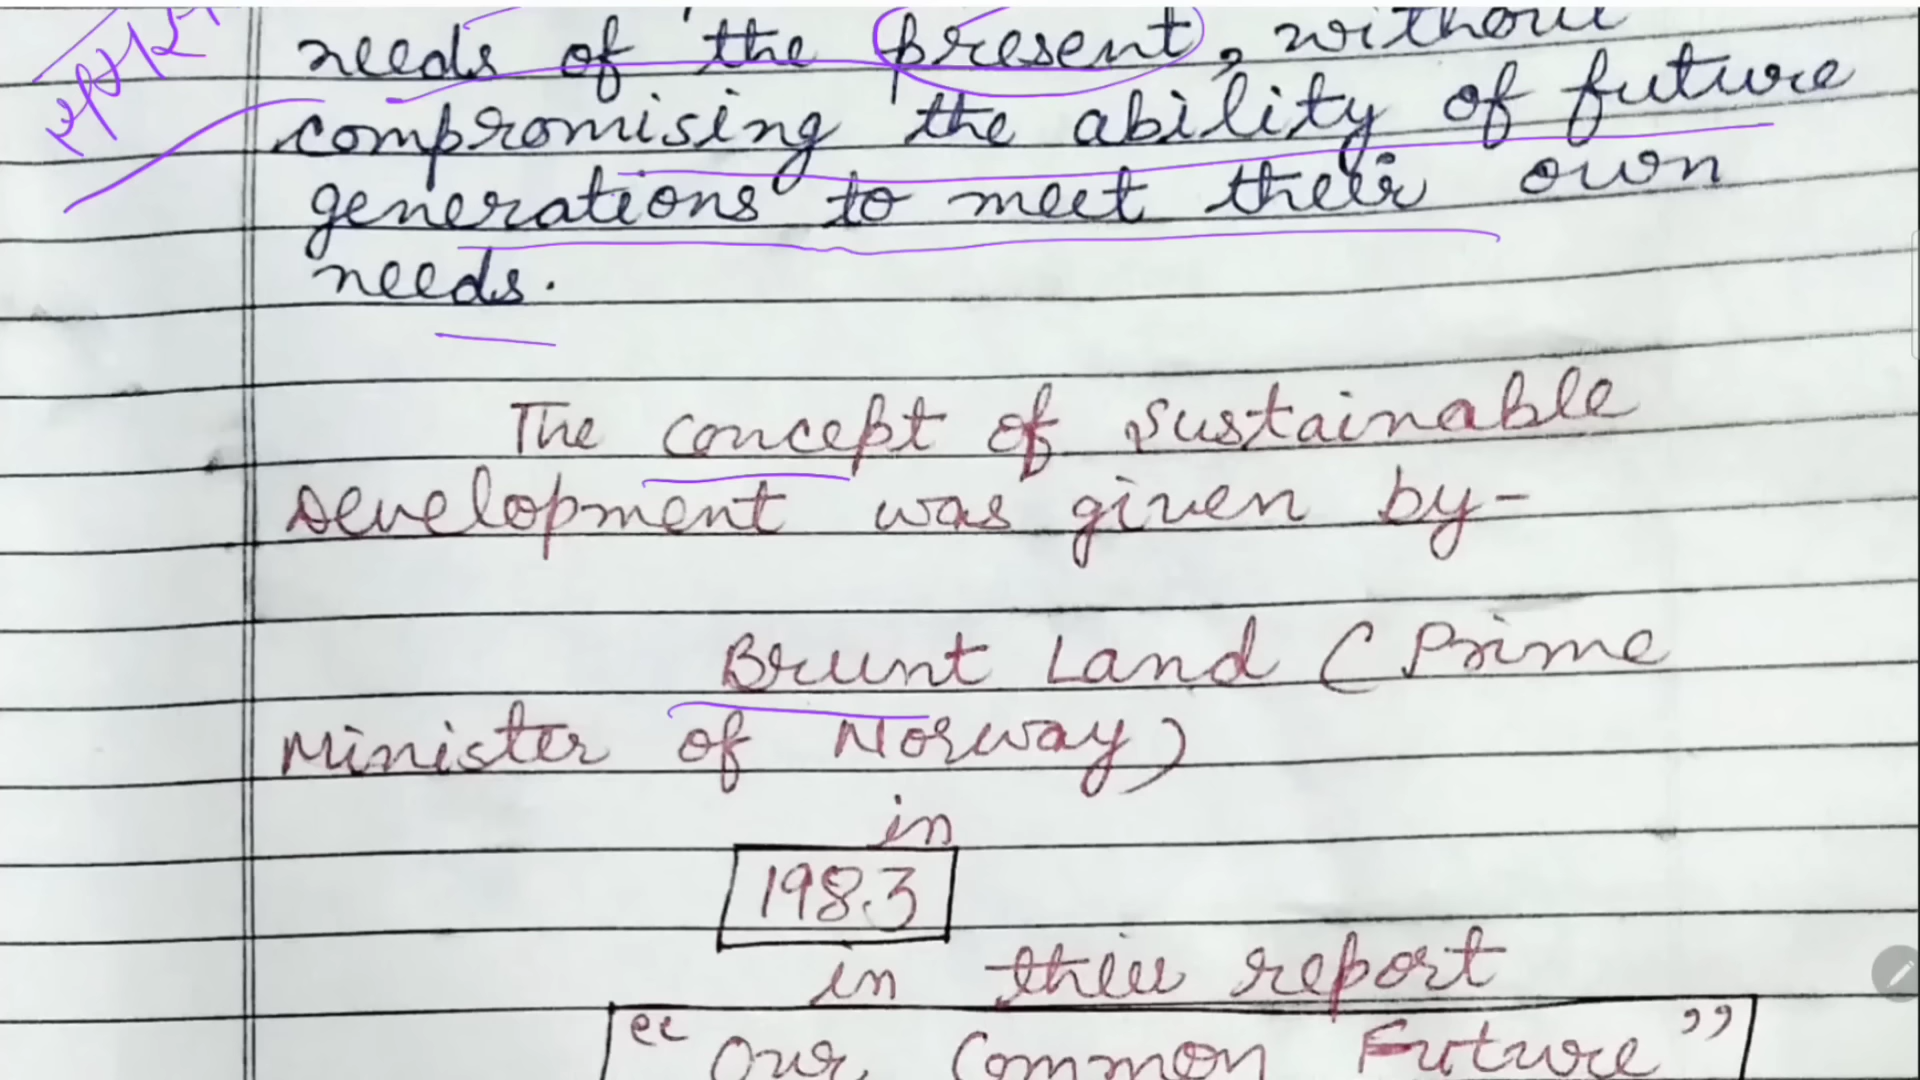 needs of the present, without
compromising the ability of future
generations to meet their own
needs.
The concept of Sustainable
Development was given by-
Brunt Land (Prime
Minister of Norway)
in
1983
in their report
"Our Common Future"